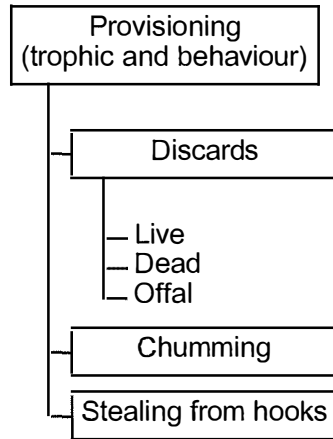 Provisioning
(trophic and behaviour)
Discards
Live
Dead
Offal
Chumming
Stealing from hooks